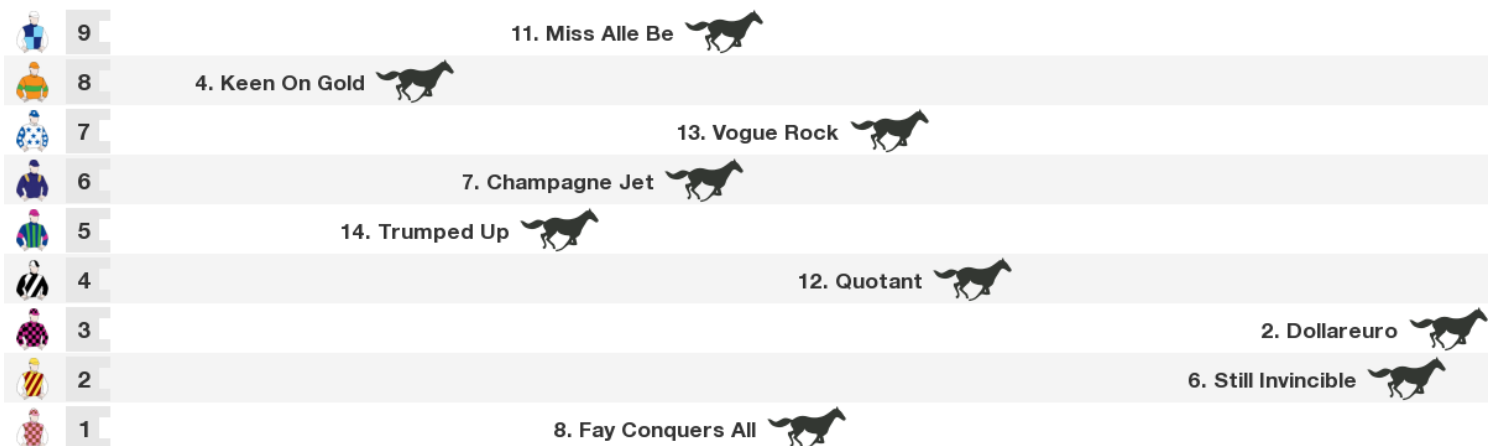 9 11. Miss Alle Be
8 4. Keen On Gold
7 13. Vogue Rock
6 7. Champagne Jet
5 14. Trumped Up
4 12. Quotant
3 2. Dollareuro
2 6. Still Invincible
1 8. Fay Conquers All